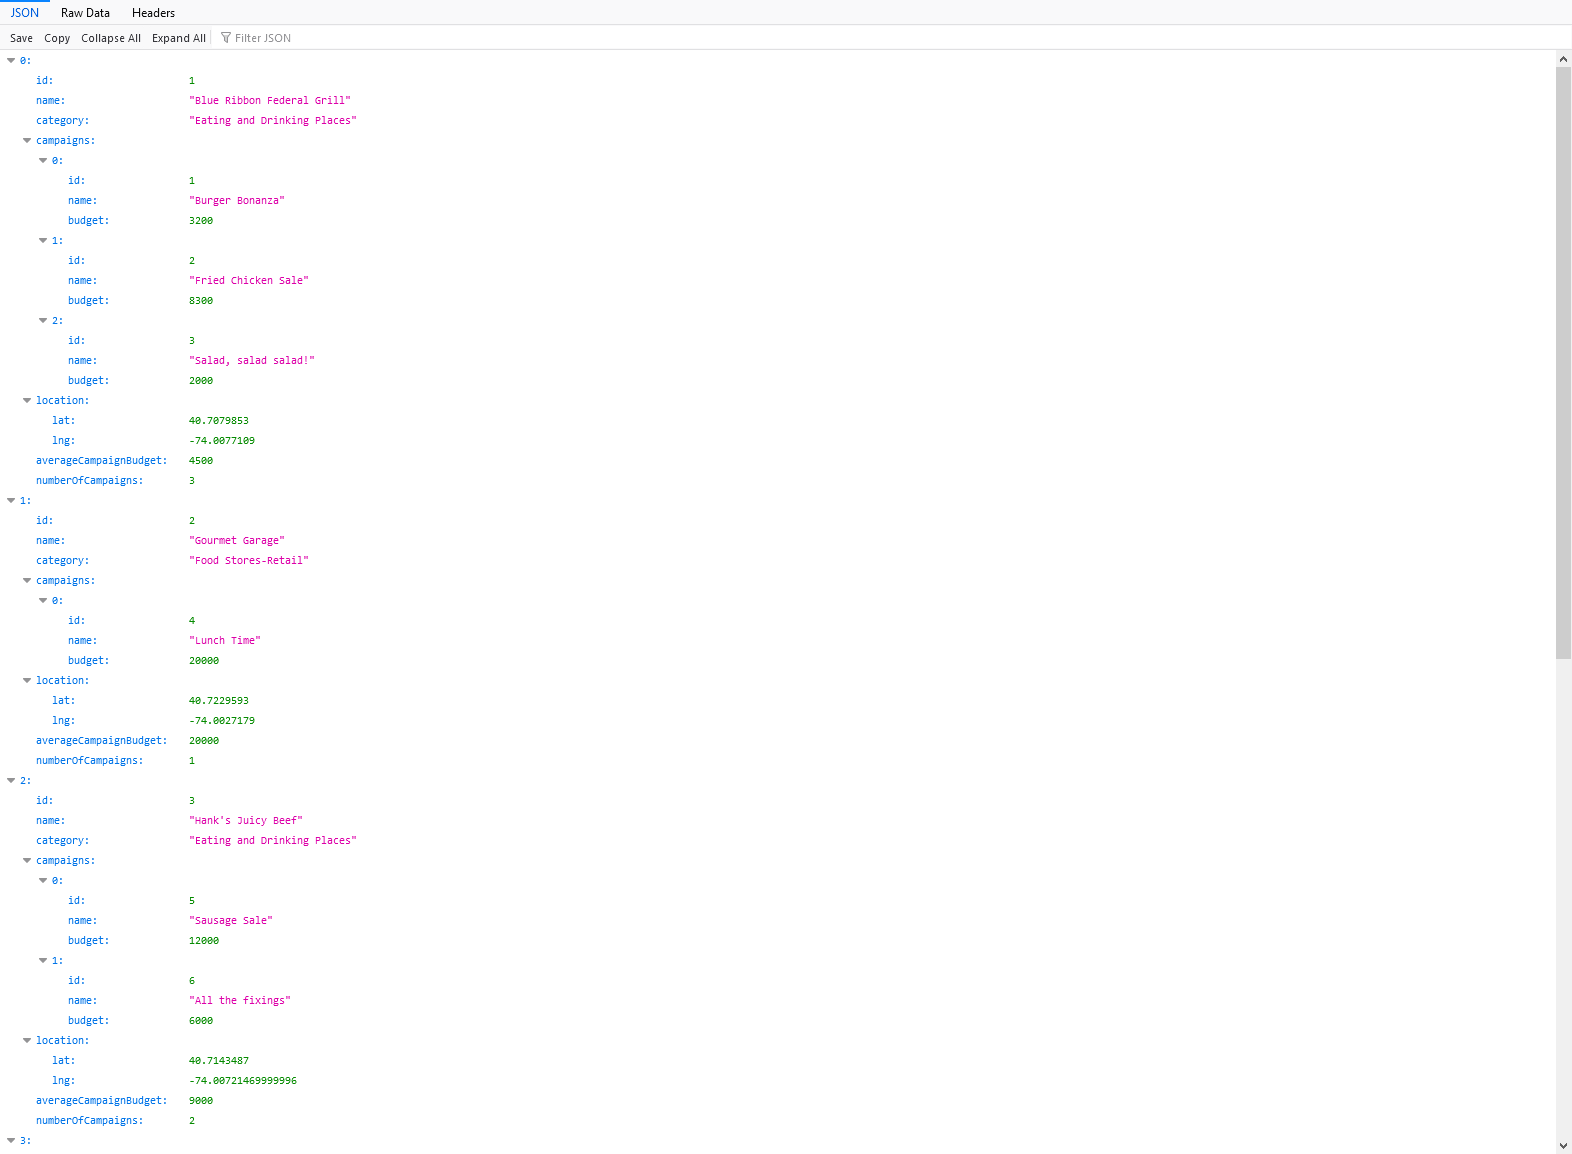 JSON Raw Data Headers
Save Copy Collapse All Expand All Filter JSON
0:
id: 1
name: "Blue Ribbon Federal Grill"
category: "Eating and Drinking Places"
campaigns:
0:
id: 1
name: "Burger Bonanza"
budget: 3200
1:
id: 2
name: "Fried Chicken Sale"
budget: 8300
2:
id: 3
name: "Salad, salad salad!"
budget: 2000
location:
lat: 40.7079853
lng: -74.0077109
averageCampaignBudget: 4500
numberOfCampaigns: 3
1:
id: 2
name: "Gourmet Garage"
category: "Food Stores-Retail"
campaigns:
0:
id: 4
name: "Lunch Time"
budget: 20000
location:
lat: 40.7229593
lng: -74.0027179
averageCampaignBudget: 20000
numberOfCampaigns: 1
2:
id: 3
name: "Hank's Juicy Beef"
category: "Eating and Drinking Places"
campaigns:
0:
id: 5
name: "Sausage Sale"
budget: 12000
1:
id: 6
name: "All the fixings"
budget: 6000
location:
lat: 40.7143487
lng: -74.00721469999996
averageCampaignBudget: 9000
numberOfCampaigns: 2
3: